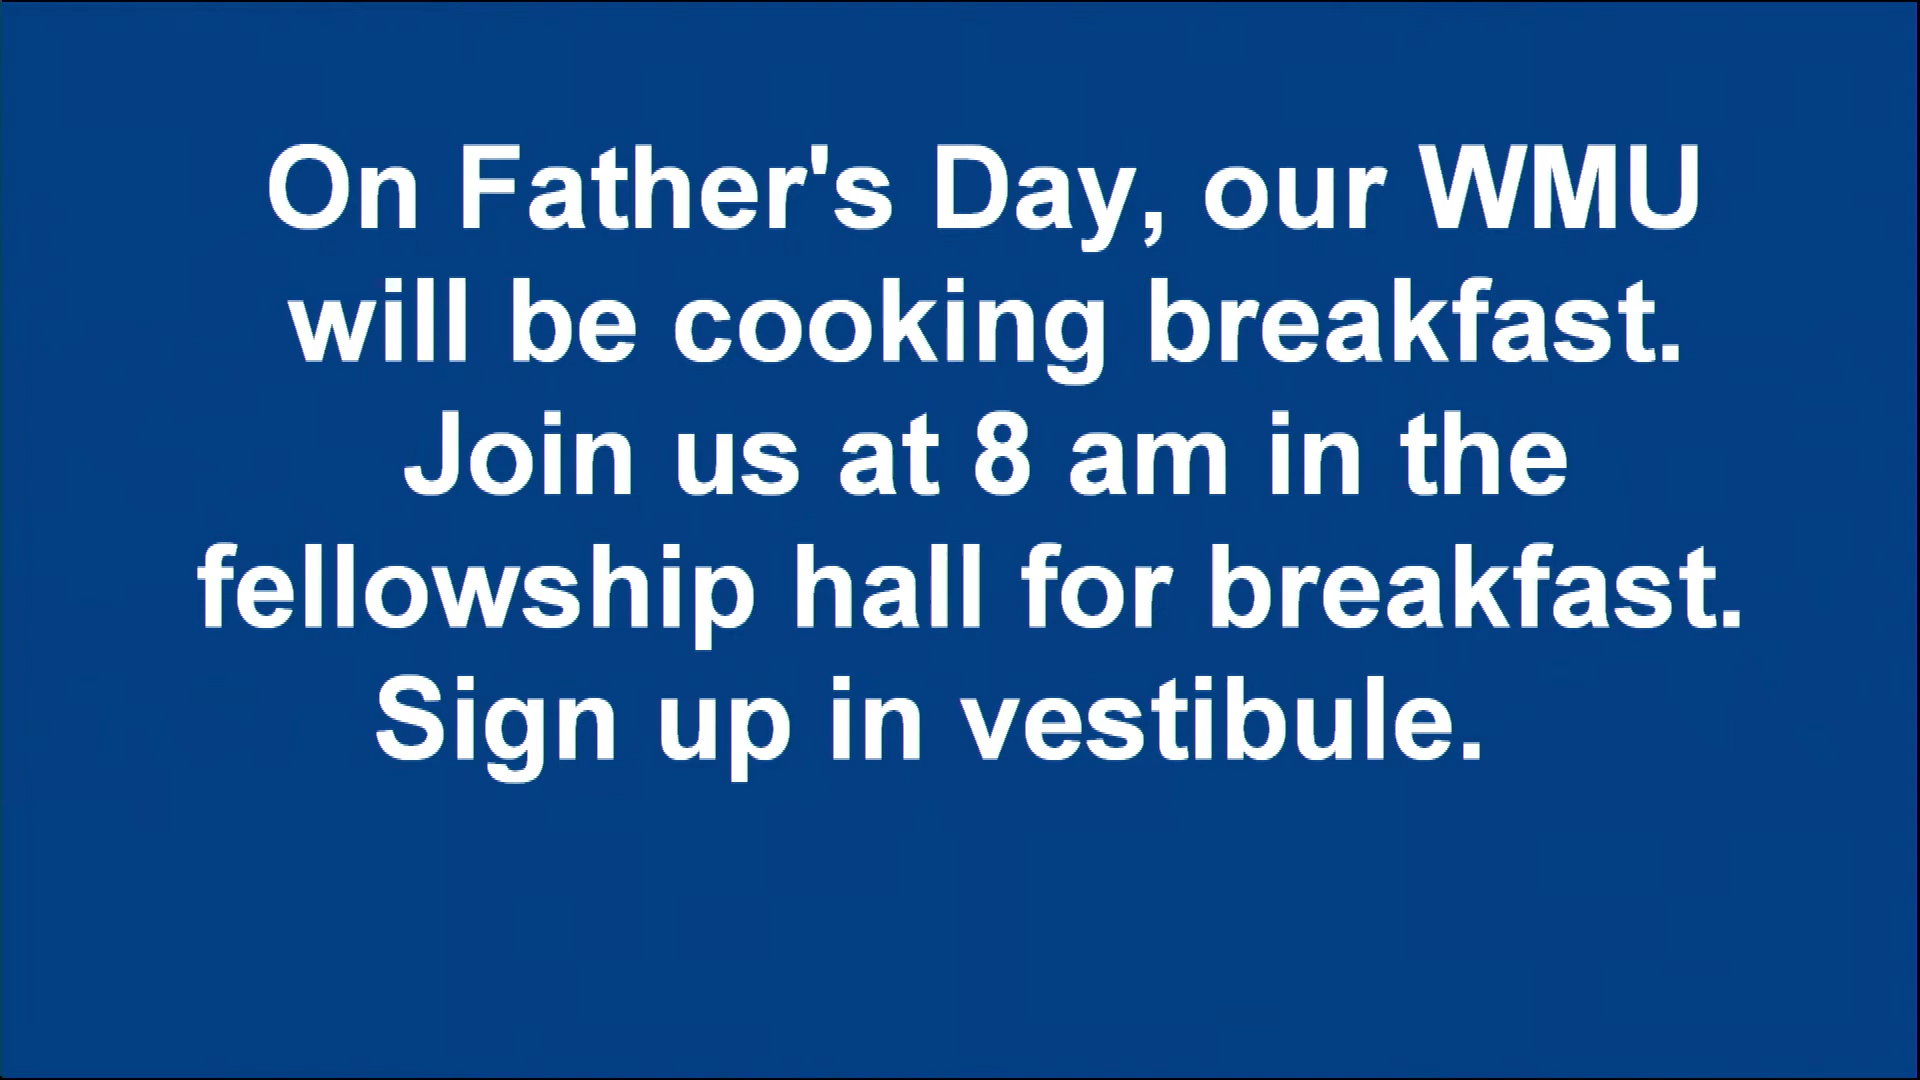 On Father's Day, our WMU
will be cooking breakfast.
Join us at 8 am in the
fellowship hall for breakfast.
Sign up in vestibule.